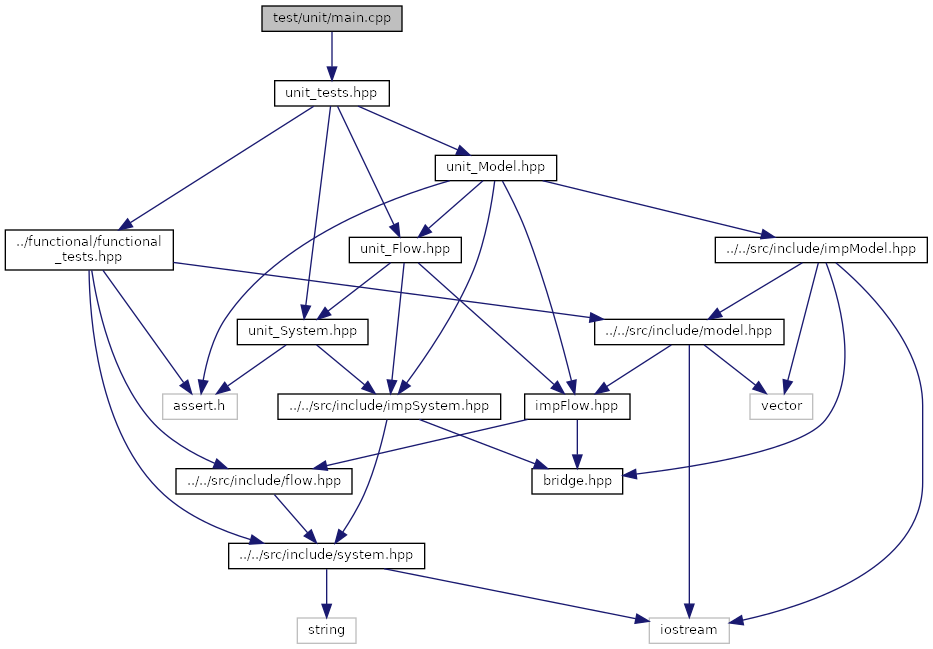 test/unit/main.cpp
unit_tests.hpp
unit_Model.hpp
../functional/functional
_tests.hpp
unit_Flow.hpp
../../src/include/impModel.hpp
unit_System.hpp
../../src/include/model.hpp
assert.h
../../src/include/impSystem.hpp
impFlow.hpp
vector
../../src/include/flow.hpp
bridge.hpp
../../src/include/system.hpp
string
iostream